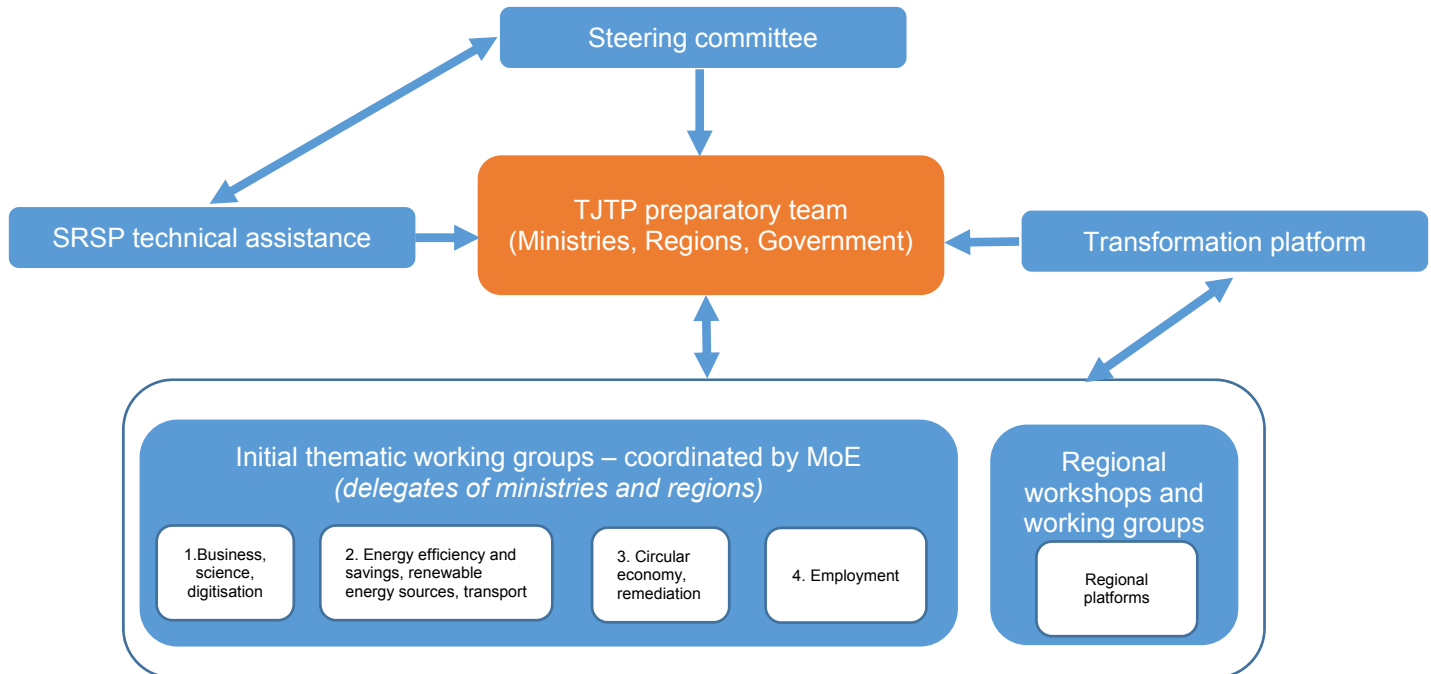 Steering committee
TJTP preparatory team
(Ministries, Regions, Government)
SRSP technical assistance
Transformation platform
Initial thematic working groups – coordinated by MoE
(delegates of ministries and regions)
1.Business,
science,
digitisation
2. Energy efficiency and
savings, renewable
energy sources, transport
3. Circular
economy,
remediation
4. Employment
Regional
workshops and
working groups
Regional
platforms